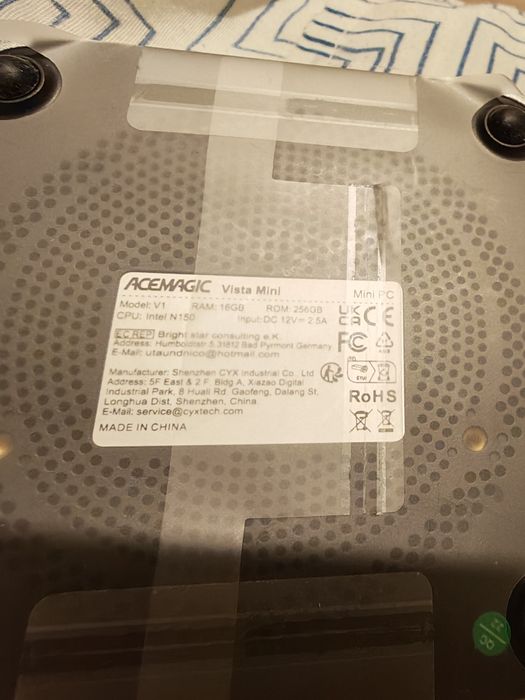 ACEMAGIC Vista Mini Mini PC
Model: V1 RAM: 16GB ROM: 256GB
CPU: Intel N150 Input:DC 12V⎓2.5A
UK CA CE
EC REP Bright star consulting e.K.
Address: Humboldtstr.5,31812 Bad Pyrmont Germany
E-Mail: utaundnico@hotmail.com
FC
Manufacturer: Shenzhen CYX Industrial Co., Ltd
Address: 5F East & 2 F, Bldg A, Xiazao Digital
Industrial Park, 8 Huali Rd, Gaofeng, Dalang St,
Longhua Dist, Shenzhen, China.
E-Mail: service@cyxtech.com
RoHS
MADE IN CHINA
QC